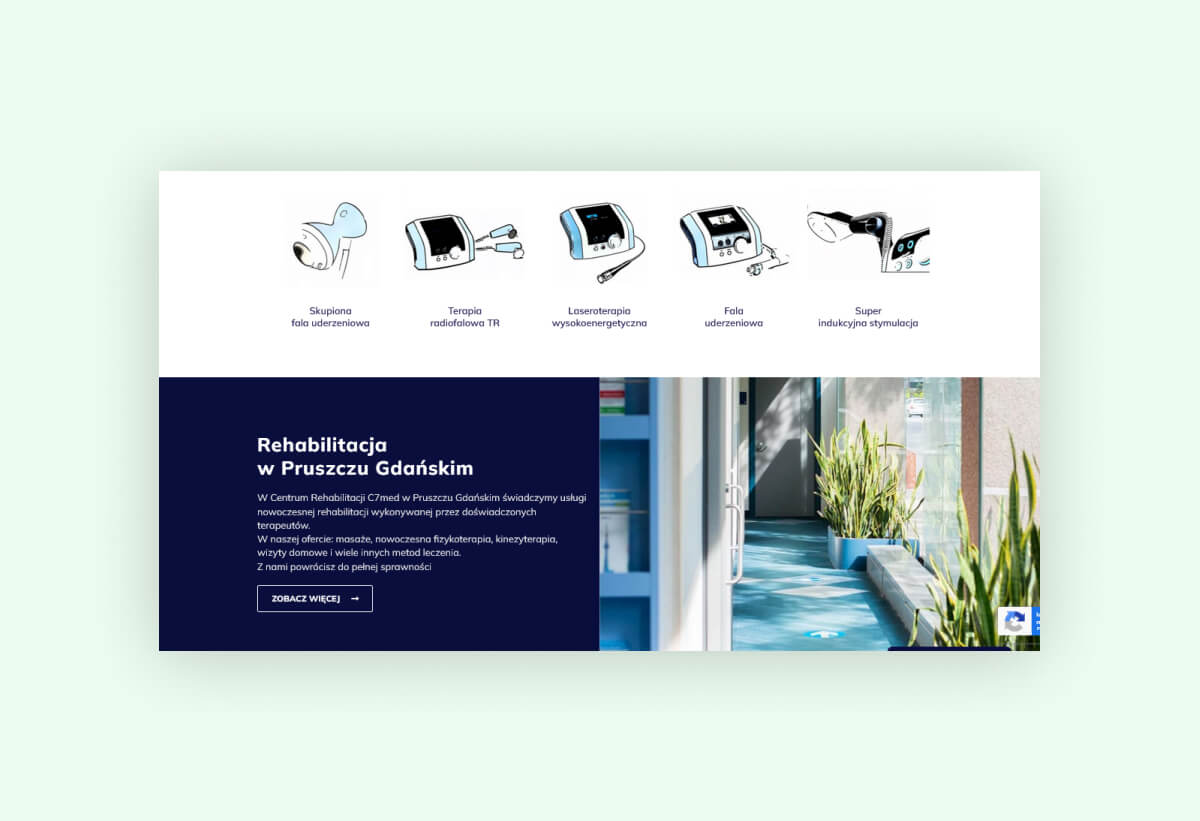 Skupiona
fala uderzeniowa
Terapia
radiofalowa TR
Laseroterapia
wysokoenergetyczna
Fala
uderzeniowa
Super
indukcyjna stymulacja
Rehabilitacja
w Pruszczu Gdańskim
W Centrum Rehabilitacji C7med w Pruszczu Gdańskim świadczymy usługi
nowoczesnej rehabilitacji wykonywanej przez doświadczonych
terapeutów.
W naszej ofercie: masaże, nowoczesna fizykoterapia, kinezyterapia,
wizyty domowe i wiele innych metod leczenia.
Z nami powrócisz do pełnej sprawności
ZOBACZ WIĘCEJ →